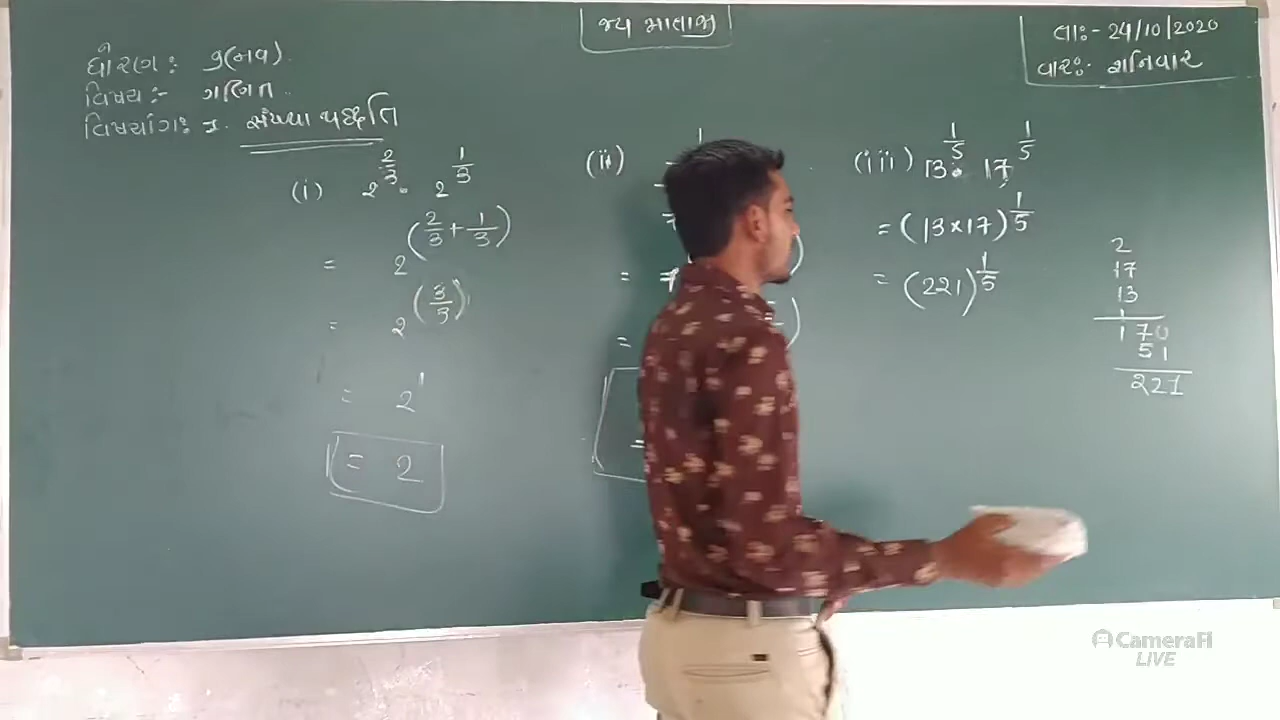 જય માતાજી
તા:- 24/10/2020
વાર:- શનિવાર
ધોરણ: 9(નવ).
વિષય:- ગણિત..
વિષયાંગ: 1. સંખ્યા પદ્ધતિ
(i) 2^(2/3) . 2^(1/3)
= 2^(2/3 + 1/3)
= 2^(3/3)
= 2^1
= 2
(ii)
=
=
=
(iii) 13^(1/5) . 17^(1/5)
= (13×17)^(1/5)
= (221)^(1/5)
2
17
13
1
170
51
221
CameraFI
LIVE